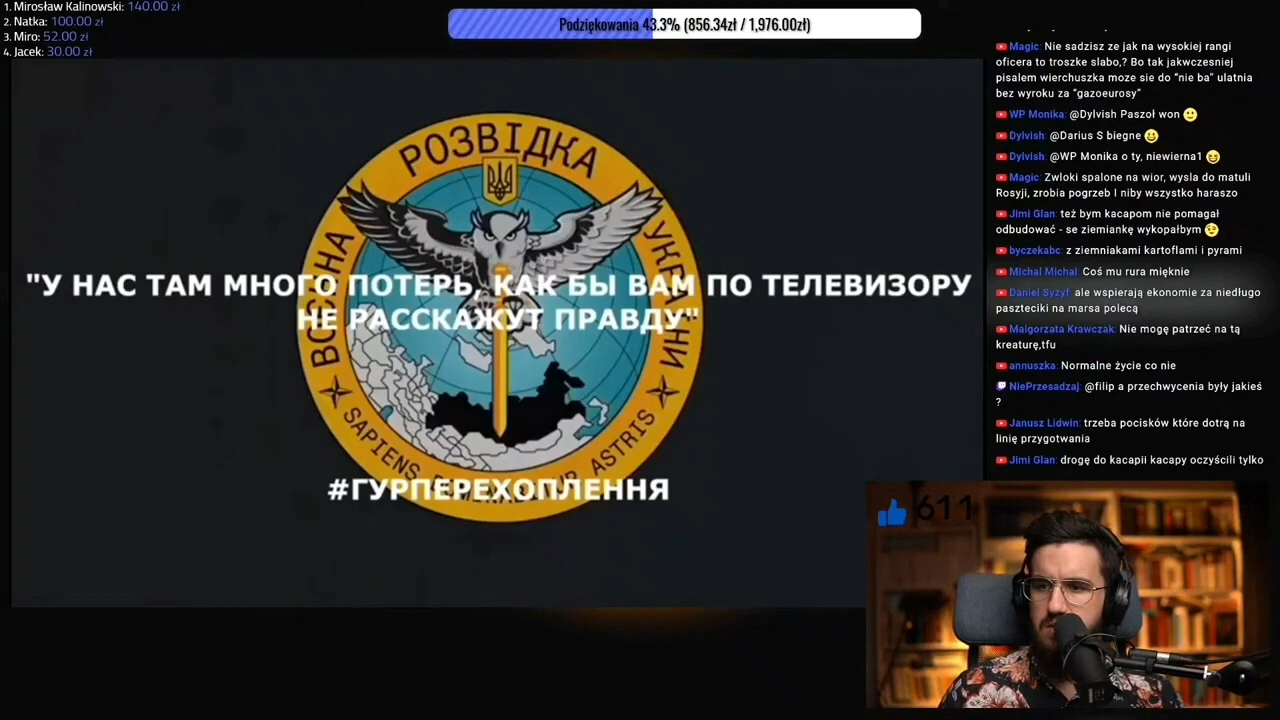 1. Mirosław Kalinowski: 140.00 zł
2. Natka: 100.00 zł
3. Miro: 52.00 zł
4. Jacek: 30.00 zł
Podziękowania 43.3% (856.34zł / 1,976.00zł)
ВОЄННА РОЗВІДКА УКРАЇНИ
"У НАС ТАМ МНОГО ПОТЕРЬ, КАК БЫ ВАМ ПО ТЕЛЕВИЗОРУ
НЕ РАССКАЖУТ ПРАВДУ"
SAPIENS ASTRIS
#ГУРПЕРЕХОПЛЕННЯ
Magic: Nie sadzisz ze jak na wysokiej rangi
oficera to troszke slabo,? Bo tak jakwczesniej
pisalem wierchuszka moze sie do "nie ba" ulatnia
bez wyroku za "gazoeurosy"
WP Monika: @Dylvish Paszoł won
Dylvish: @Darius S biegne
Dylvish: @WP Monika o ty, niewierna1
Magic: Zwloki spalone na wior, wysla do matuli
Rosyji, zrobia pogrzeb I niby wszystko haraszo
Jimi Glan: też bym kacapom nie pomagał
odbudować - se ziemiankę wykopałbym
byczekabc: z ziemniakami kartoflami i pyrami
Michal Michal: Coś mu rura mięknie
Daniel Syzyf: ale wspierają ekonomie za niedługo
paszteciki na marsa polecą
Malgorzata Krawczak: Nie mogę patrzeć na tą
kreaturę,tfu
annuszka: Normalne życie co nie
NiePrzesadzaj: @filip a przechwycenia były jakieś
?
Janusz Lidwin: trzeba pocisków które dotrą na
linię przygotwania
Jimi Glan: drogę do kacapii kacapy oczyścili tylko
611